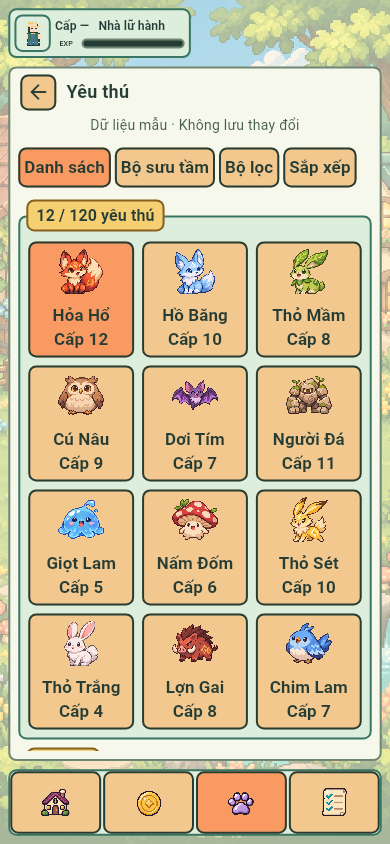 Cấp — Nhà lữ hành
EXP
Yêu thú
Dữ liệu mẫu · Không lưu thay đổi
Danh sách Bộ sưu tầm Bộ lọc Sắp xếp
12 / 120 yêu thú
Hỏa Hồ Hồ Băng Thỏ Mầm
Cấp 12 Cấp 10 Cấp 8
Cú Nâu Dơi Tím Người Đá
Cấp 9 Cấp 7 Cấp 11
Giọt Lam Nấm Đốm Thỏ Sét
Cấp 5 Cấp 6 Cấp 10
Thỏ Trắng Lợn Gai Chim Lam
Cấp 4 Cấp 8 Cấp 7